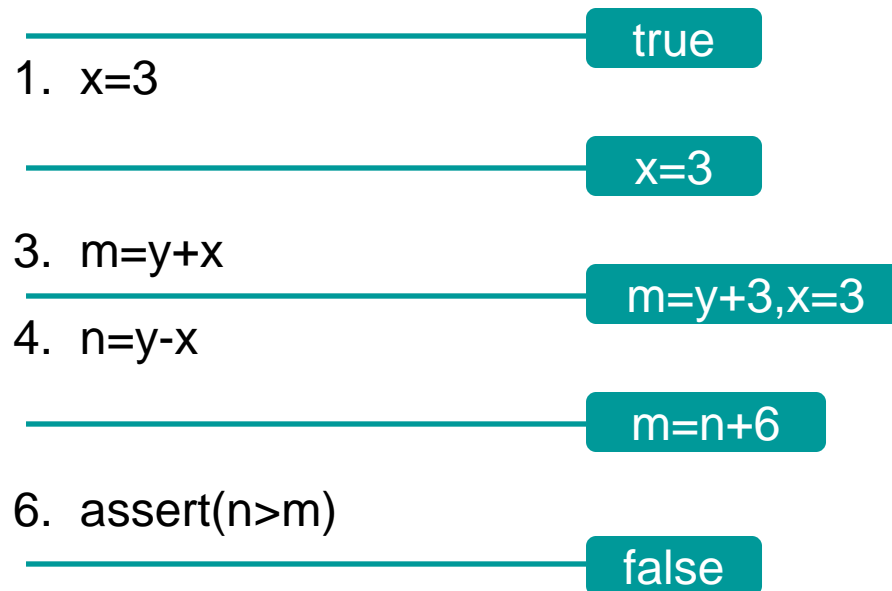 true
1. x=3
x=3
3. m=y+x
m=y+3,x=3
4. n=y-x
m=n+6
6. assert(n>m)
false